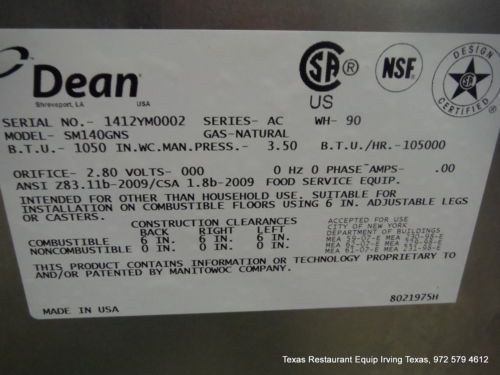 Dean
Shreveport, LA USA
CSA ®
US
NSF®
DESIGN CERTIFIED
SERIAL NO.- 1412YM0002 SERIES- AC WH- 90
MODEL- SM140GNS GAS-NATURAL
B.T.U.- 1050 IN.WC.MAN.PRESS.- 3.50 B.T.U./HR.-105000
ORIFICE- 2.80 VOLTS- 000 0 HZ 0 PHASE AMPS- .00
ANSI Z83.11b-2009/CSA 1.8b-2009 FOOD SERVICE EQUIP.
INTENDED FOR OTHER THAN HOUSEHOLD USE. SUITABLE FOR
INSTALLATION ON COMBUSTIBLE FLOORS USING 6 IN. ADJUSTABLE LEGS
OR CASTERS.
CONSTRUCTION CLEARANCES
BACK RIGHT LEFT
COMBUSTIBLE 6 IN. 6 IN. 6 IN.
NONCOMBUSTIBLE 0 IN. 0 IN. 0 IN.
ACCEPTED FOR USE
CITY OF NEW YORK
DEPARTMENT OF BUILDINGS
MEA
MEA
MEA
THIS PRODUCT CONTAINS INFORMATION OR TECHNOLOGY PROPRIETARY TO
AND/OR PATENTED BY MANITOWOC COMPANY.
8021975H
MADE IN USA
Texas Restaurant Equip Irving Texas, 972 579 4612